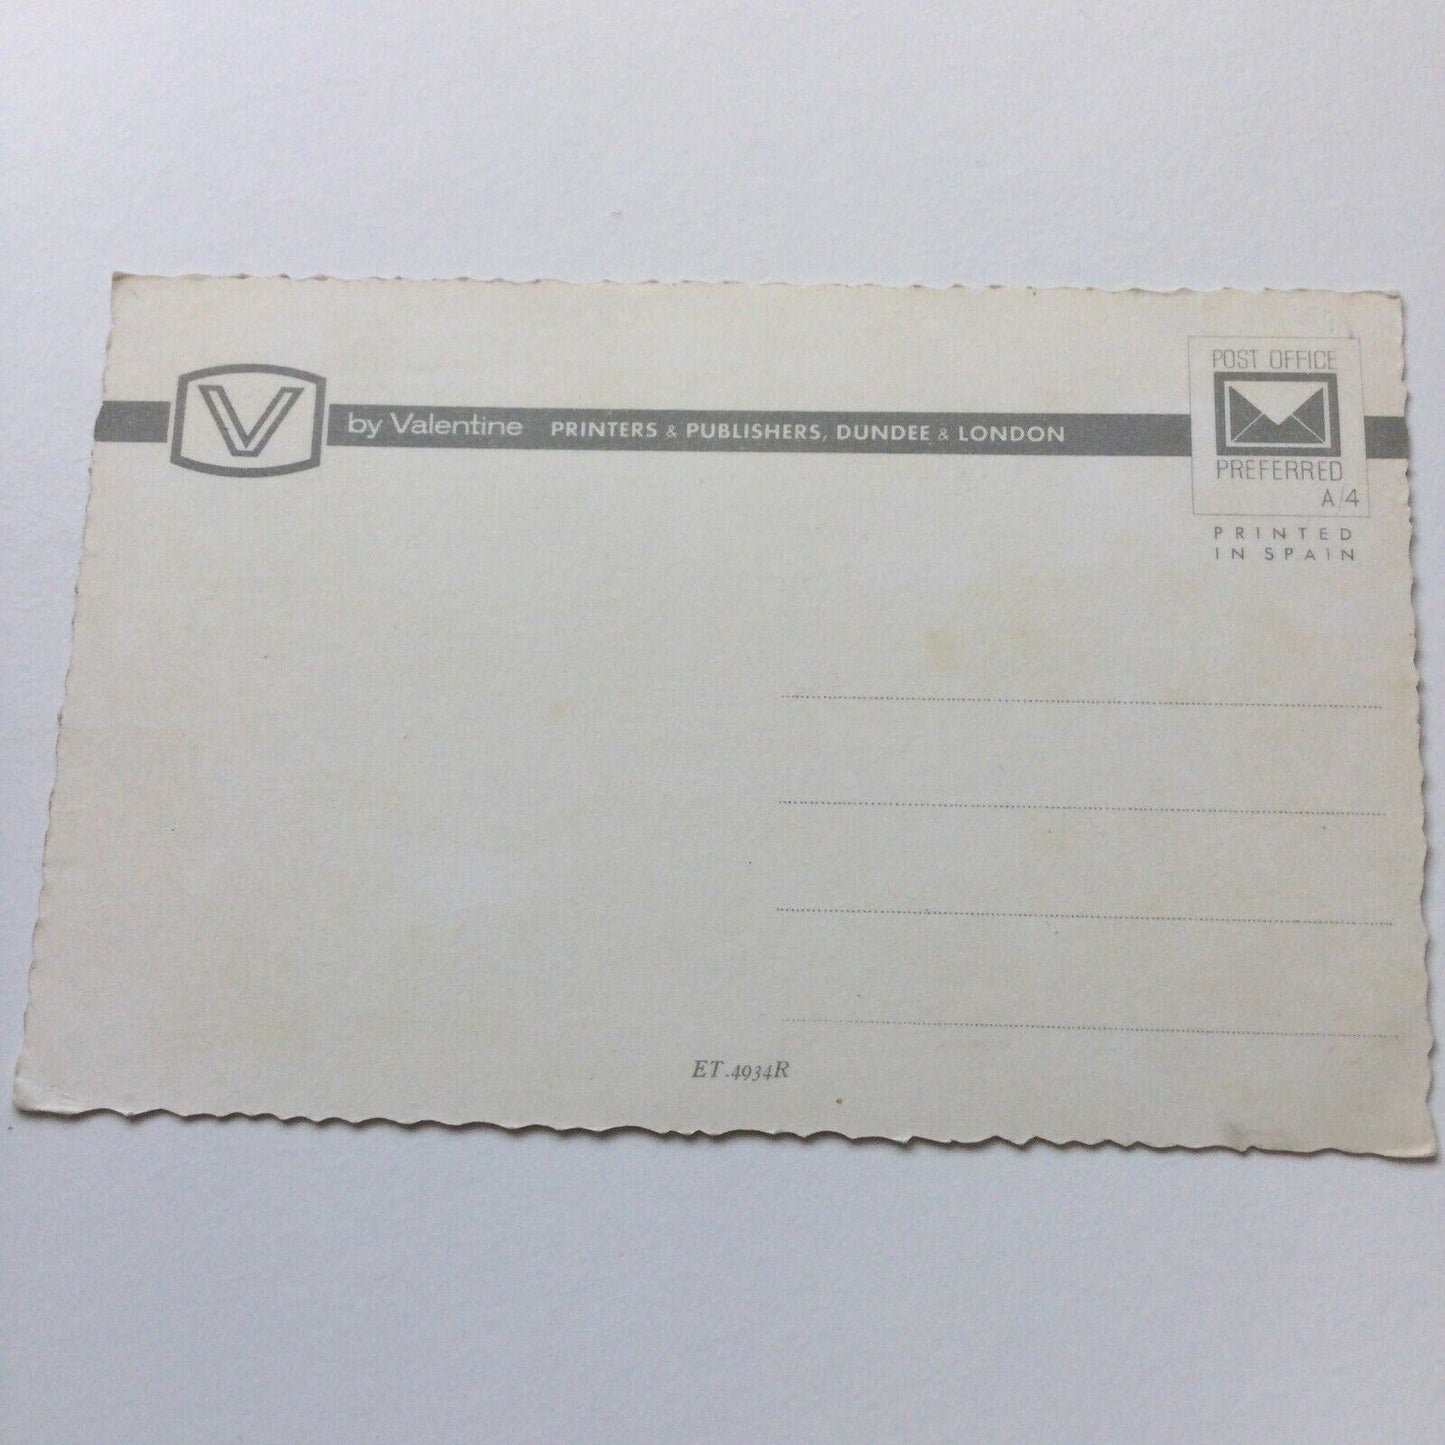 V by Valentine PRINTERS & PUBLISHERS, DUNDEE & LONDON
POST OFFICE
PREFERRED
A/4
PRINTED
IN SPAIN
ET.4934R